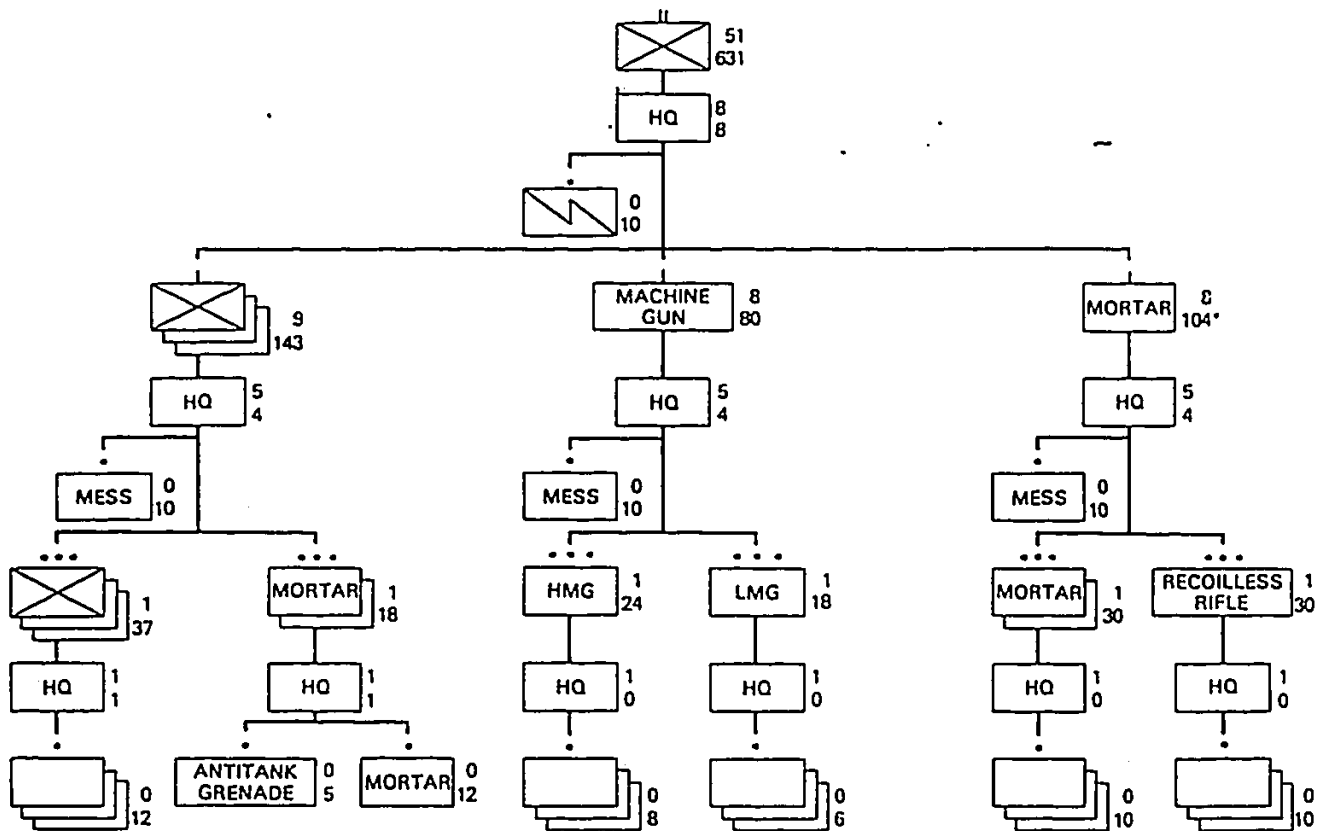 51
631
HQ
8
8
0
10
9
143
MACHINE
GUN
8
80
MORTAR
8
104
HQ
5
4
HQ
5
4
HQ
5
4
MESS
0
10
MESS
0
10
MESS
0
10
1
37
MORTAR
1
18
HMG
1
24
LMG
1
18
MORTAR
1
30
RECOILLESS
RIFLE
1
30
HQ
1
1
HQ
1
1
HQ
1
0
HQ
1
0
HQ
1
0
HQ
1
0
0
12
ANTITANK
GRENADE
0
5
MORTAR
0
12
0
8
0
6
0
10
0
10